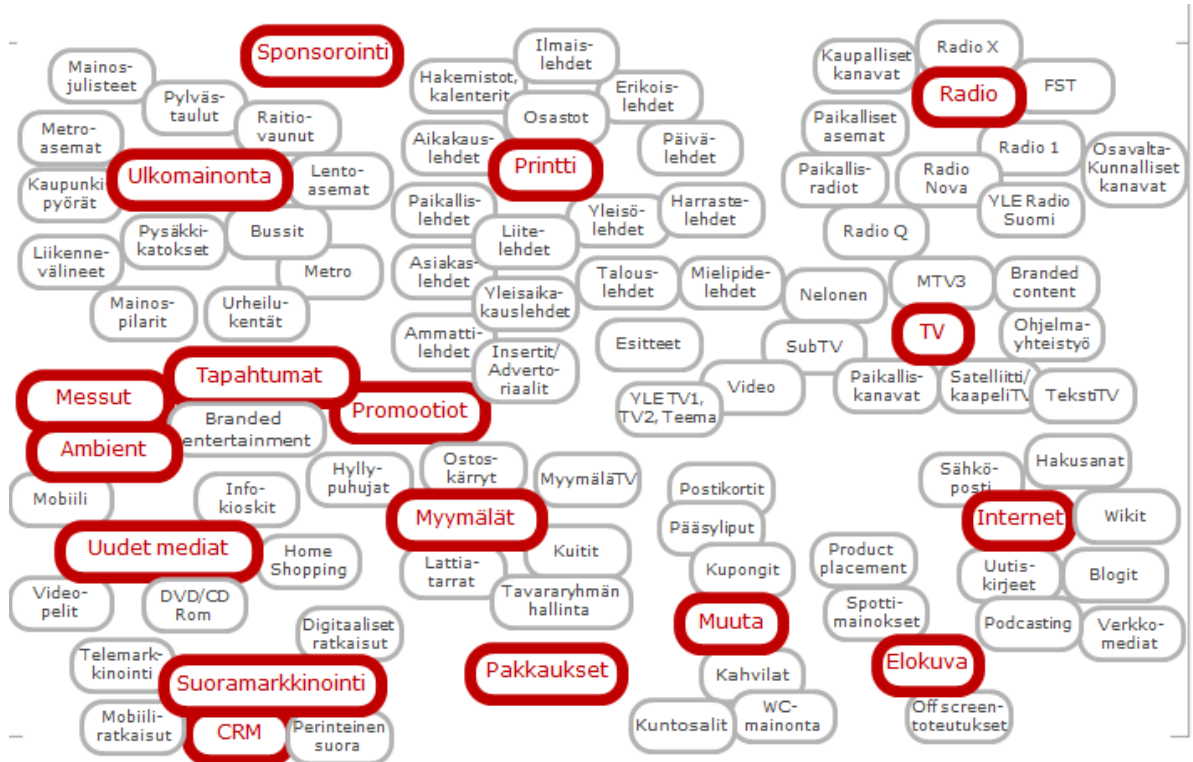 Sponsorointi
Mainos-
julisteet
Pylväs-
taulut
Raitio-
vaunut
Metro-
asemat
Ulkomainonta
Lento-
asemat
Kaupunki-
pyörät
Pysäkki-
katokset
Bussit
Liikenne-
välineet
Metro
Mainos-
pilarit
Urheilu-
kentät
Ilmais-
lehdet
Hakemistot,
kalenterit
Erikois-
lehdet
Osastot
Aikakaus-
lehdet
Päivä-
lehdet
Printti
Paikallis-
lehdet
Yleisö-
lehdet
Harraste-
lehdet
Liite-
lehdet
Asiakas-
lehdet
Talous-
lehdet
Mielipide-
lehdet
Yleisaika-
kauslehdet
Ammatti-
lehdet
Insertit/
Adverto-
riaalit
Esitteet
Kaupalliset
kanavat
Radio X
Radio
FST
Paikalliset
asemat
Radio 1
Osavalta-
Kunnalliset
kanavat
Paikallis-
radiot
Radio
Nova
YLE Radio
Suomi
Radio Q
MTV3
Branded
content
Nelonen
TV
Ohjelma-
yhteistyö
SubTV
Video
Paikallis-
kanavat
Satelliitti/
kaapeliTV
TekstiTV
YLE TV1,
TV2, Teema
Tapahtumat
Messut
Promootiot
Branded
entertainment
Ambient
Mobiili
Info-
kioskit
Uudet mediat
Home
Shopping
Video-
pelit
DVD/CD
Rom
Hylly-
puhujat
Ostos-
kärryt
MyymäläTV
Myymälät
Lattia-
tarrat
Kuitit
Tavararyhmän
hallinta
Postikortit
Pääsyliput
Kupongit
Muuta
Kahvilat
Kuntosalit
WC-
mainonta
Product
placement
Spotti-
mainokset
Elokuva
Off screen-
toteutukset
Sähkö-
posti
Hakusanat
Internet
Wikit
Uutis-
kirjeet
Blogit
Podcasting
Verkko-
mediat
Digitaaliset
ratkaisut
Telemark-
kinointi
Suoramarkkinointi
Mobiili-
ratkaisut
CRM
Perinteinen
suora
Pakkaukset